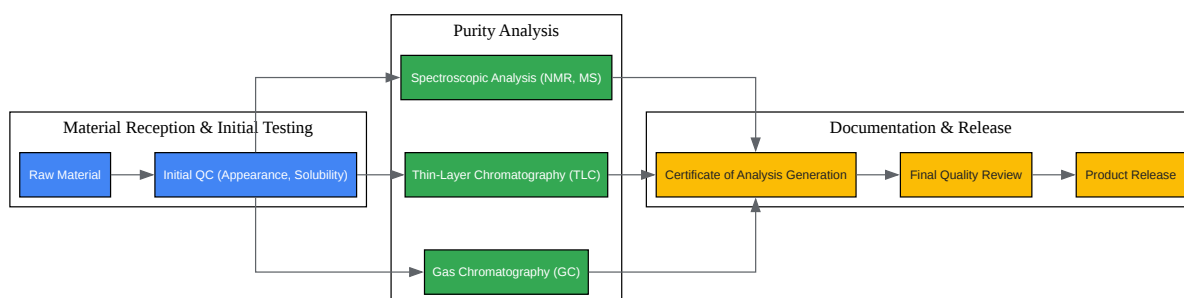 Purity Analysis
Spectroscopic Analysis (NMR, MS)
Material Reception & Initial Testing
Documentation & Release
Raw Material
Initial QC (Appearance, Solubility)
Thin-Layer Chromatography (TLC)
Certificate of Analysis Generation
Final Quality Review
Product Release
Gas Chromatography (GC)